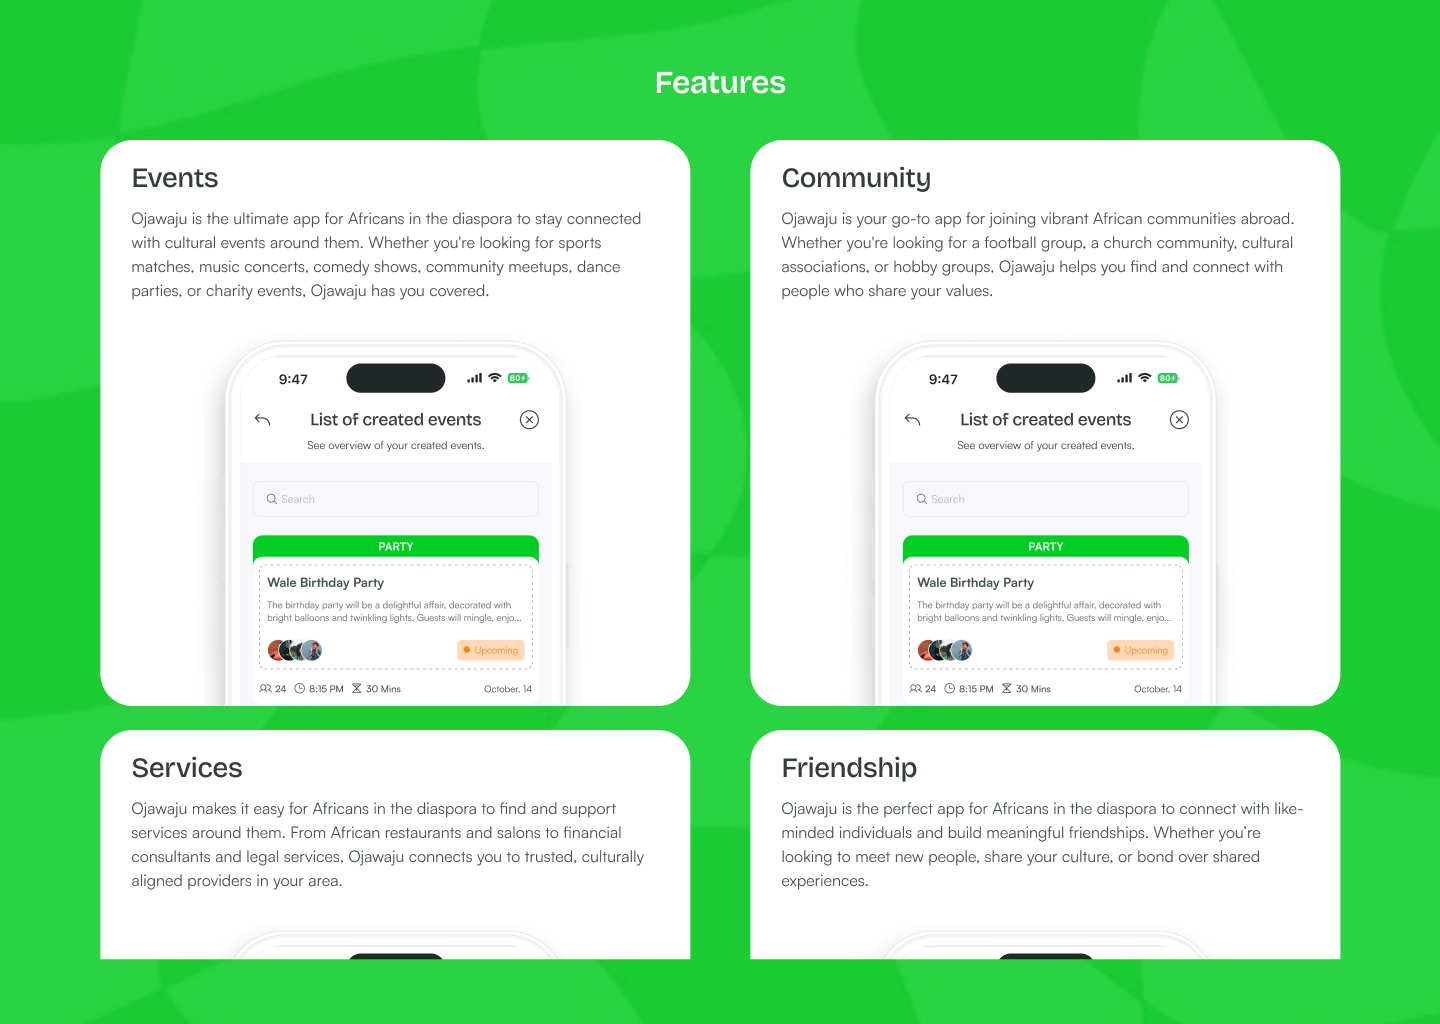 Features
Events
Ojawaju is the ultimate app for Africans in the diaspora to stay connected
with cultural events around them. Whether you're looking for sports
matches, music concerts, comedy shows, community meetups, dance
parties, or charity events, Ojawaju has you covered.
9:47
80
List of created events
See overview of your created events.
Search
PARTY
Wale Birthday Party
The birthday party will be a delightful affair, decorated with
bright balloons and twinkling lights. Guests will mingle, enjo...
Upcoming
24 8:15 PM 30 Mins October, 14
Community
Ojawaju is your go-to app for joining vibrant African communities abroad.
Whether you're looking for a football group, a church community, cultural
associations, or hobby groups, Ojawaju helps you find and connect with
people who share your values.
9:47
80
List of created events
See overview of your created events.
Search
PARTY
Wale Birthday Party
The birthday party will be a delightful affair, decorated with
bright balloons and twinkling lights. Guests will mingle, enjo...
Upcoming
24 8:15 PM 30 Mins October, 14
Services
Ojawaju makes it easy for Africans in the diaspora to find and support
services around them. From African restaurants and salons to financial
consultants and legal services, Ojawaju connects you to trusted, culturally
aligned providers in your area.
Friendship
Ojawaju is the perfect app for Africans in the diaspora to connect with like-
minded individuals and build meaningful friendships. Whether you’re
looking to meet new people, share your culture, or bond over shared
experiences.